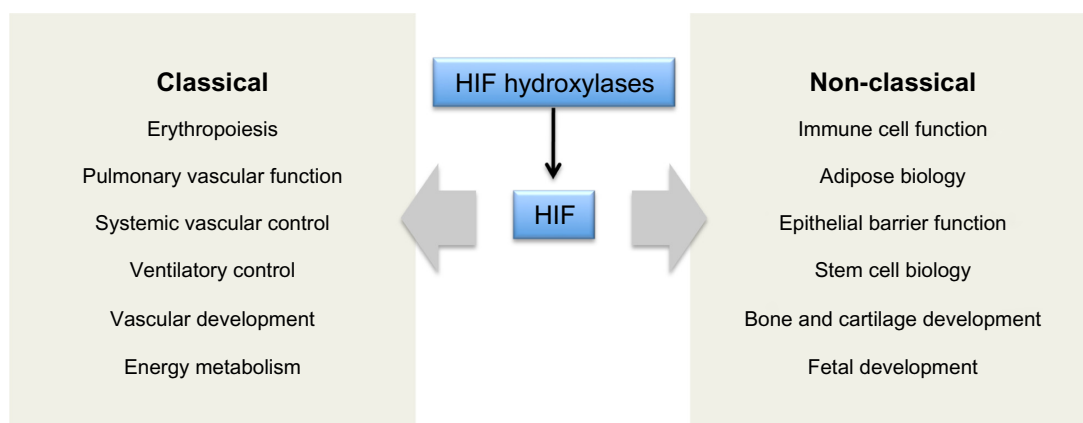 Classical
Erythropoiesis
Pulmonary vascular function
Systemic vascular control
Ventilatory control
Vascular development
Energy metabolism
HIF hydroxylases
HIF
Non-classical
Immune cell function
Adipose biology
Epithelial barrier function
Stem cell biology
Bone and cartilage development
Fetal development